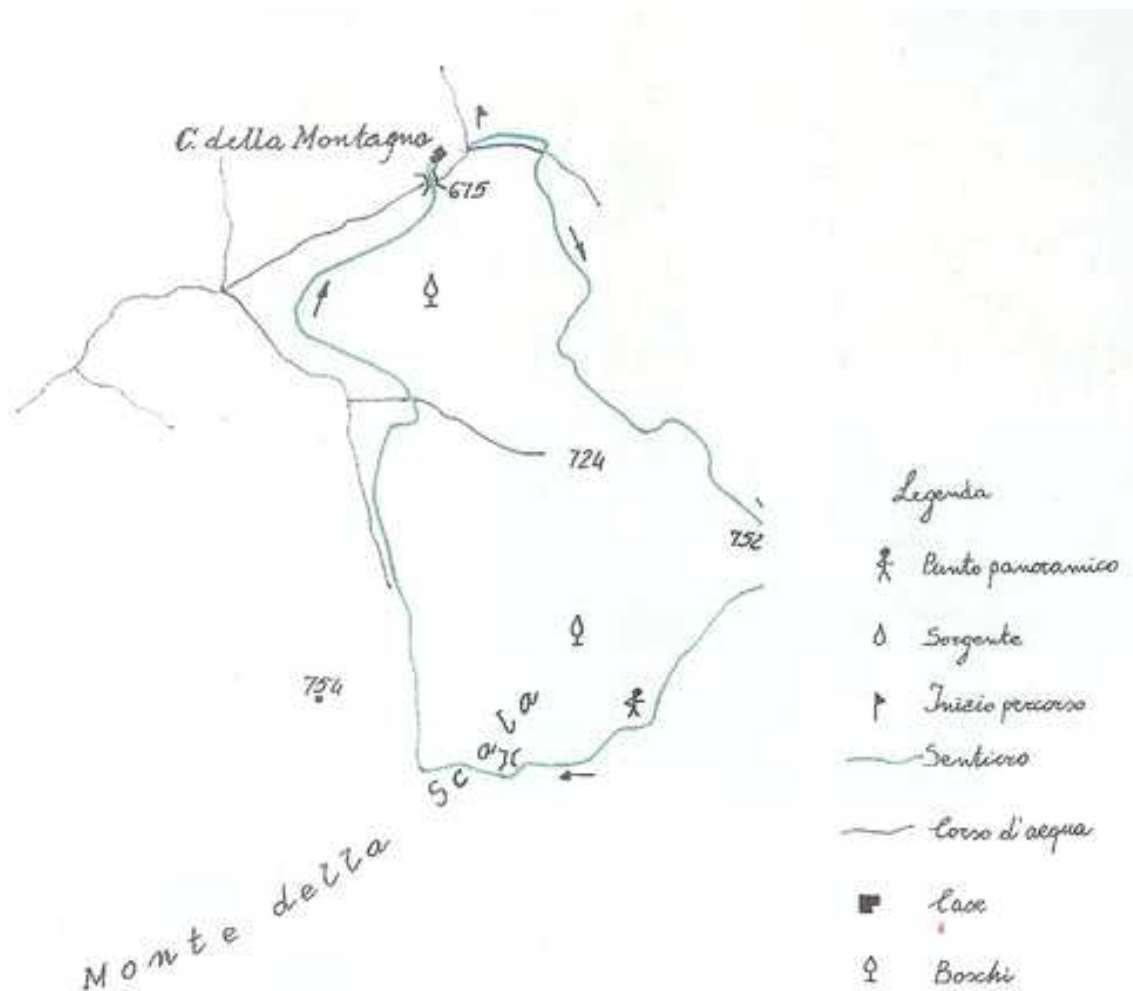 C. della Montagna
675
724
752
754
Monte della Scala
Legenda
Punto panoramico
Sorgente
Inizio percorso
Sentiero
Corso d'acqua
Case
Boschi